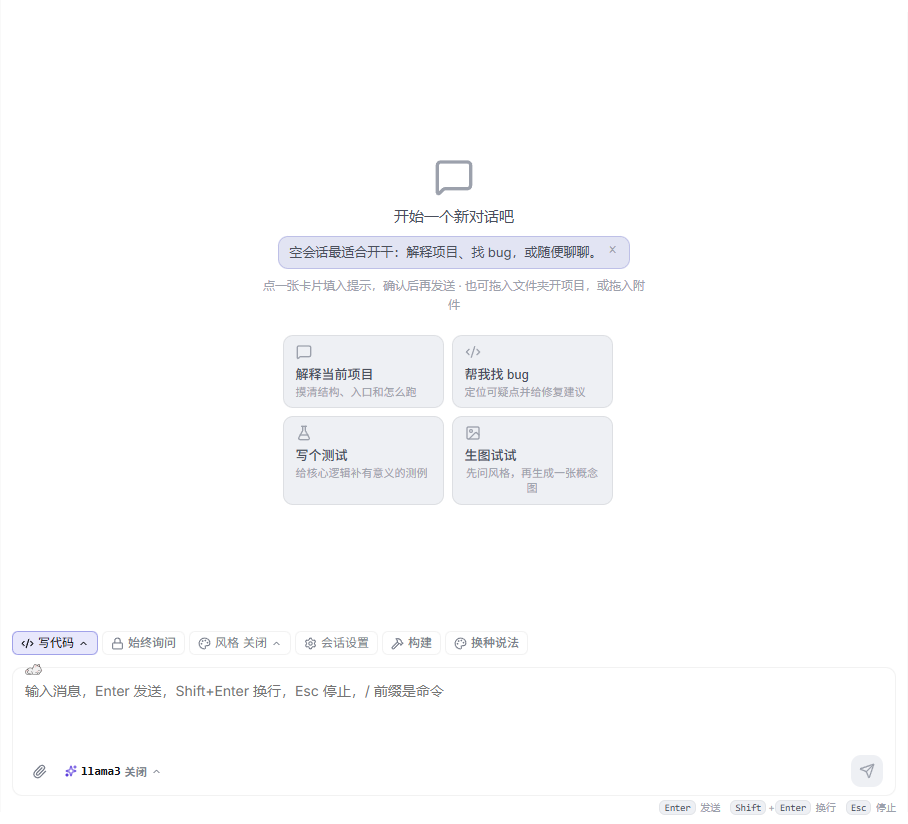 开始一个新对话吧
空会话最适合开干：解释项目、找 bug，或随便聊聊。 ×
点一张卡片填入提示，确认后再发送 · 也可拖入文件夹开项目，或拖入附
件
解释当前项目
摸清结构、入口和怎么跑
帮我找 bug
定位可疑点并给修复建议
写个测试
给核心逻辑补有意义的测例
生图试试
先问风格，再生成一张概念
图
写代码 始终询问 风格 关闭 会话设置 构建 换种说法
输入消息，Enter 发送，Shift+Enter 换行，Esc 停止，/ 前缀是命令
llama3 关闭
Enter 发送 Shift + Enter 换行 Esc 停止